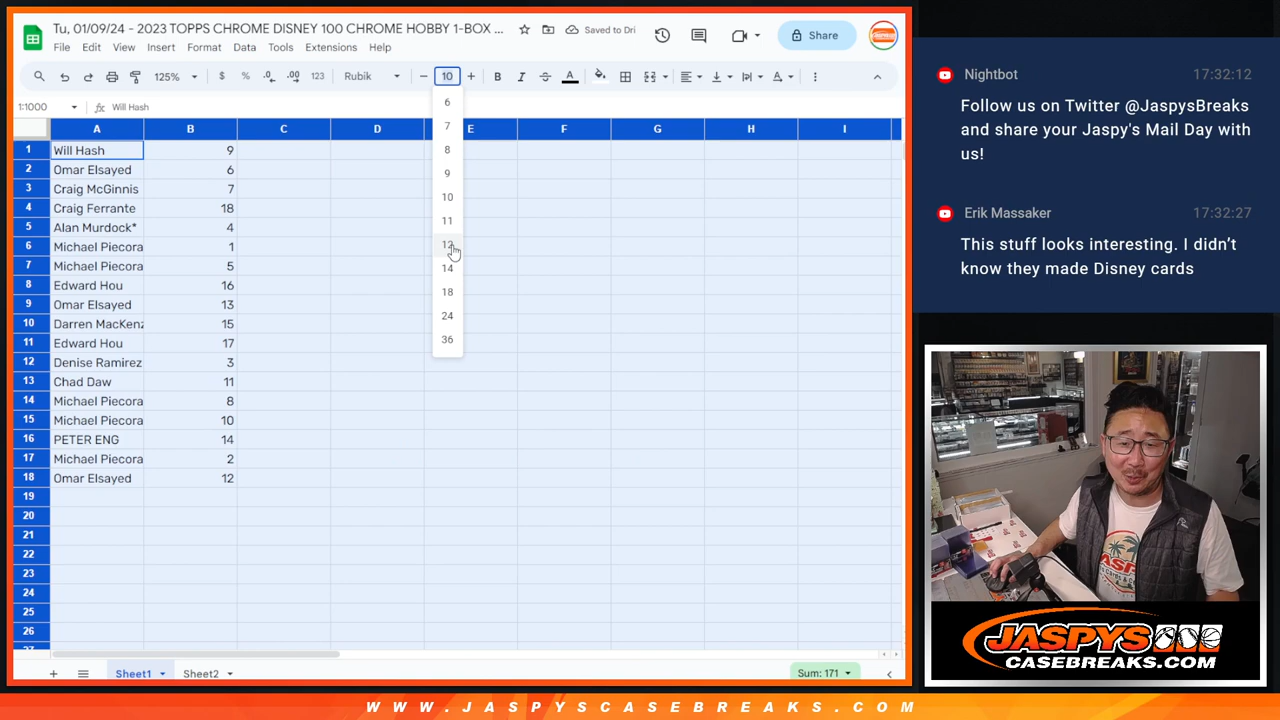 Tu, 01/09/24 - 2023 TOPPS CHROME DISNEY 100 CHROME HOBBY 1-BOX ...
Saved to Dri
Share
File Edit View Insert Format Data Tools Extensions Help
125% $ % .0 .00 123 Rubik 10 B I A
1:1000 fx Will Hash
A B C D E F G H I
1 Will Hash 9
2 Omar Elsayed 6
3 Craig McGinnis 7
4 Craig Ferrante 18
5 Alan Murdock* 4
6 Michael Piecora 1
7 Michael Piecora 5
8 Edward Hou 16
9 Omar Elsayed 13
10 Darren MacKenz 15
11 Edward Hou 17
12 Denise Ramirez 3
13 Chad Daw 11
14 Michael Piecora 8
15 Michael Piecora 10
16 PETER ENG 14
17 Michael Piecora 2
18 Omar Elsayed 12
19
20
21
22
23
24
25
26
6
7
8
9
10
11
12
14
18
24
36
Sheet1 Sheet2 Sum: 171
Nightbot 17:32:12
Follow us on Twitter @JaspysBreaks
and share your Jaspy's Mail Day with
us!
Erik Massaker 17:32:27
This stuff looks interesting. I didn't
know they made Disney cards
JASPYS
CASEBREAKS.COM
WWW.JASPYSCASEBREAKS.COM